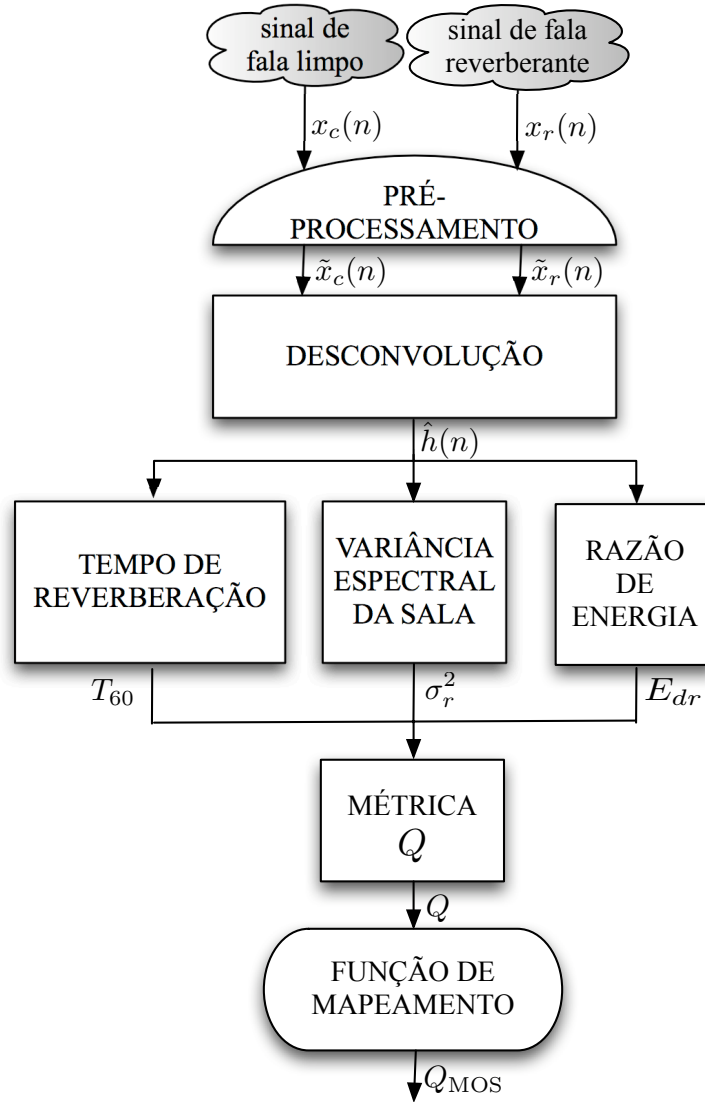 sinal de
fala limpo
sinal de fala
reverberante
x_c(n)
x_r(n)
PRÉ-
PROCESSAMENTO
x̃_c(n)
x̃_r(n)
DESCONVOLUÇÃO
ĥ(n)
TEMPO DE
REVERBERAÇÃO
VARIÂNCIA
ESPECTRAL
DA SALA
RAZÃO
DE
ENERGIA
T_60
σ_r^2
E_dr
MÉTRICA
Q
Q
FUNÇÃO DE
MAPEAMENTO
Q_MOS